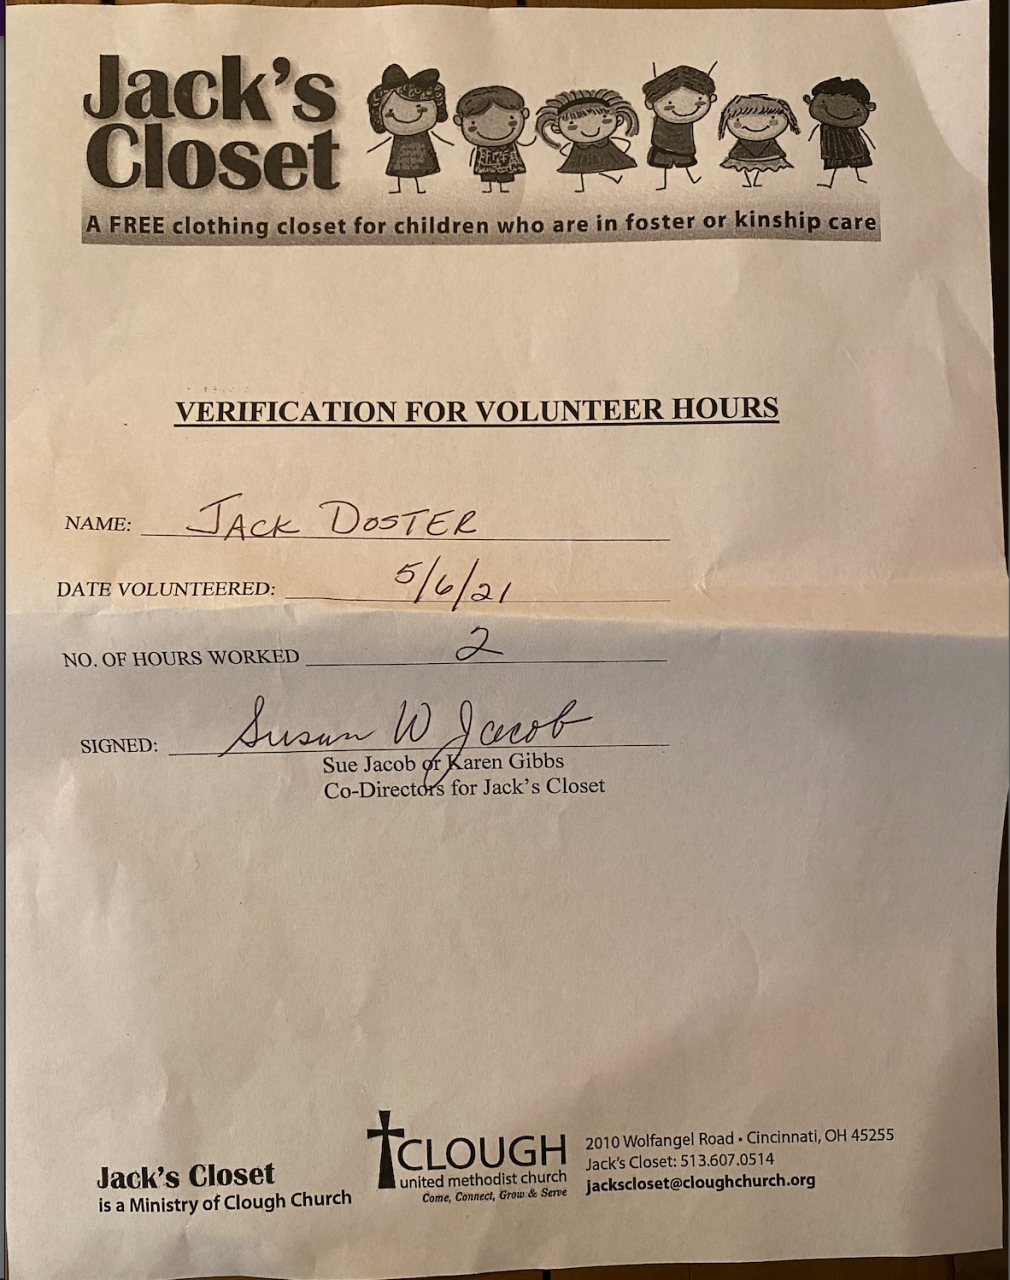 Jack's
Closet
A FREE clothing closet for children who are in foster or kinship care
VERIFICATION FOR VOLUNTEER HOURS
NAME: JACK DOSTER
DATE VOLUNTEERED: 5/6/21
NO. OF HOURS WORKED 2
SIGNED: Susan W Jacob
Sue Jacob or Karen Gibbs
Co-Directors for Jack's Closet
Jack's Closet
is a Ministry of Clough Church
CLOUGH
united methodist church
Come, Connect, Grow & Serve
2010 Wolfangel Road • Cincinnati, OH 45255
Jack's Closet: 513.607.0514
jackscloset@cloughchurch.org